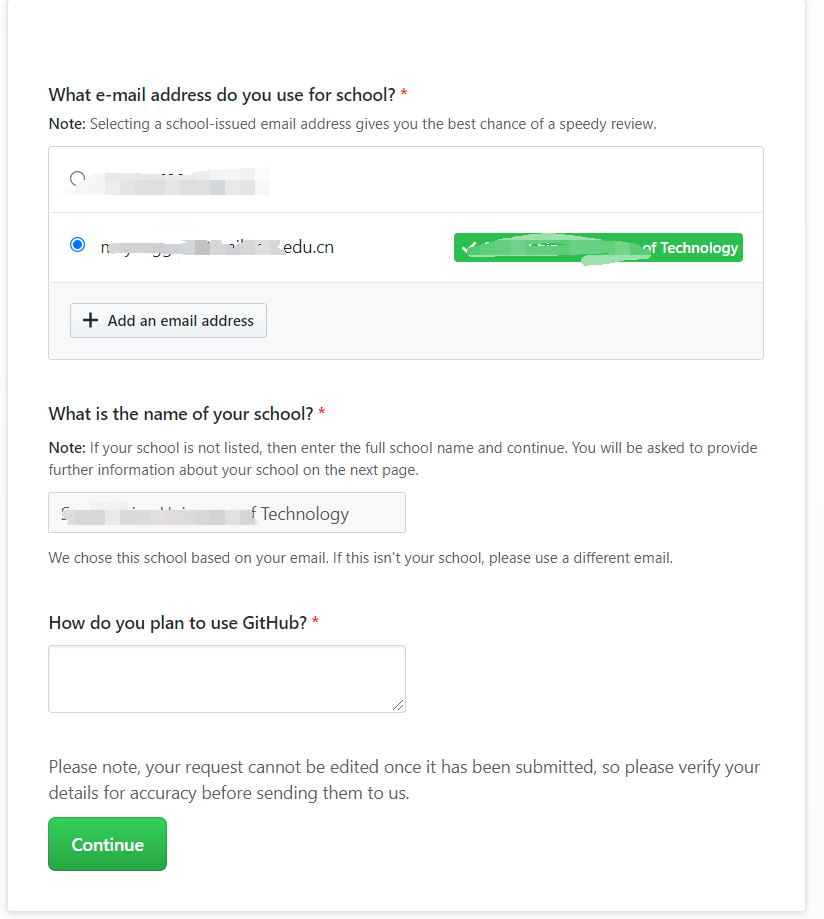 What e-mail address do you use for school? *
Note: Selecting a school-issued email address gives you the best chance of a speedy review.
edu.cn
of Technology
Add an email address
What is the name of your school? *
Note: If your school is not listed, then enter the full school name and continue. You will be asked to provide
further information about your school on the next page.
Technology
We chose this school based on your email. If this isn't your school, please use a different email.
How do you plan to use GitHub? *
Please note, your request cannot be edited once it has been submitted, so please verify your
details for accuracy before sending them to us.
Continue